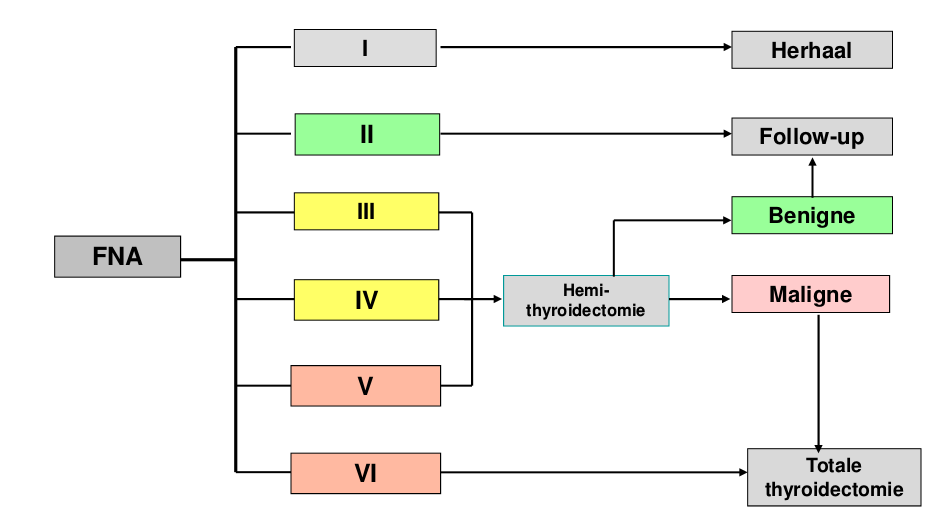 I
Herhaal
II
Follow-up
III
Benigne
FNA
IV
Hemi-
thyroidectomie
Maligne
V
VI
Totale
thyroidectomie